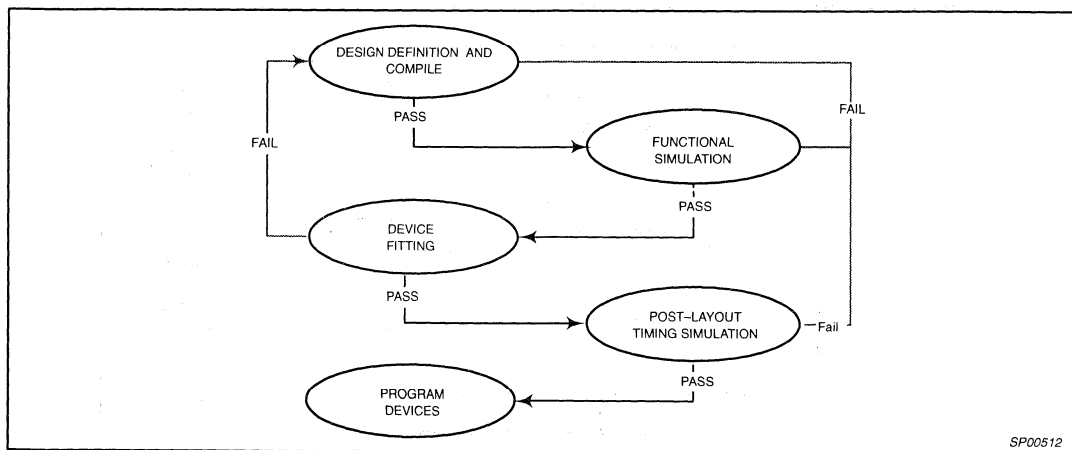 DESIGN DEFINITION AND
COMPILE
PASS
FAIL
FAIL
FUNCTIONAL
SIMULATION
PASS
DEVICE
FITTING
PASS
POST–LAYOUT
TIMING SIMULATION
Fail
PASS
PROGRAM
DEVICES
SP00512